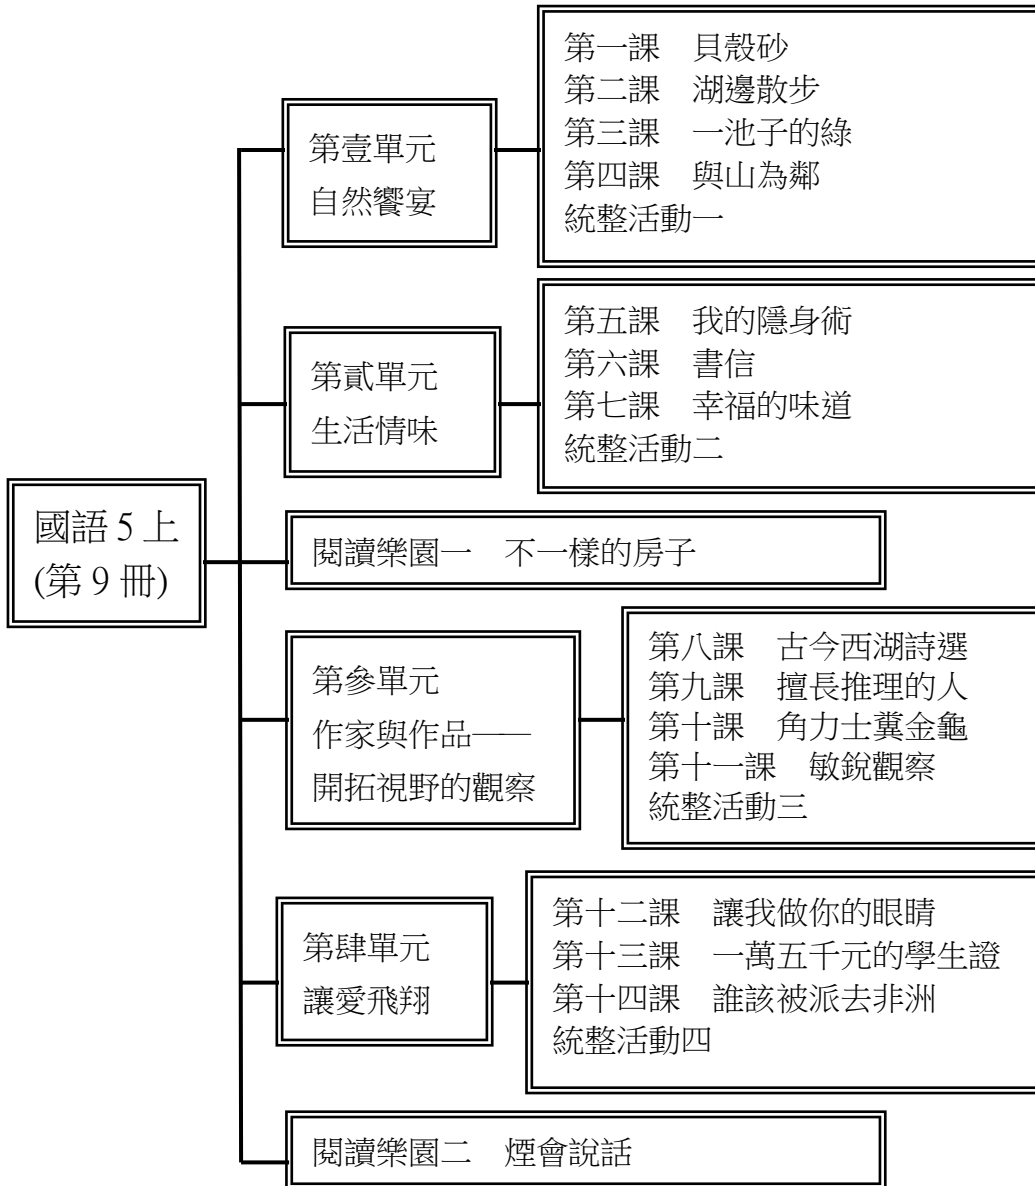 國語 5 上
(第 9 冊)
第壹單元
自然饗宴
第一課　貝殼砂
第二課　湖邊散步
第三課　一池子的綠
第四課　與山為鄰
統整活動一
第貳單元
生活情味
第五課　我的隱身術
第六課　書信
第七課　幸福的味道
統整活動二
閱讀樂園一　不一樣的房子
第參單元
作家與作品——
開拓視野的觀察
第八課　古今西湖詩選
第九課　擅長推理的人
第十課　角力士糞金龜
第十一課　敏銳觀察
統整活動三
第肆單元
讓愛飛翔
第十二課　讓我做你的眼睛
第十三課　一萬五千元的學生證
第十四課　誰該被派去非洲
統整活動四
閱讀樂園二　煙會說話